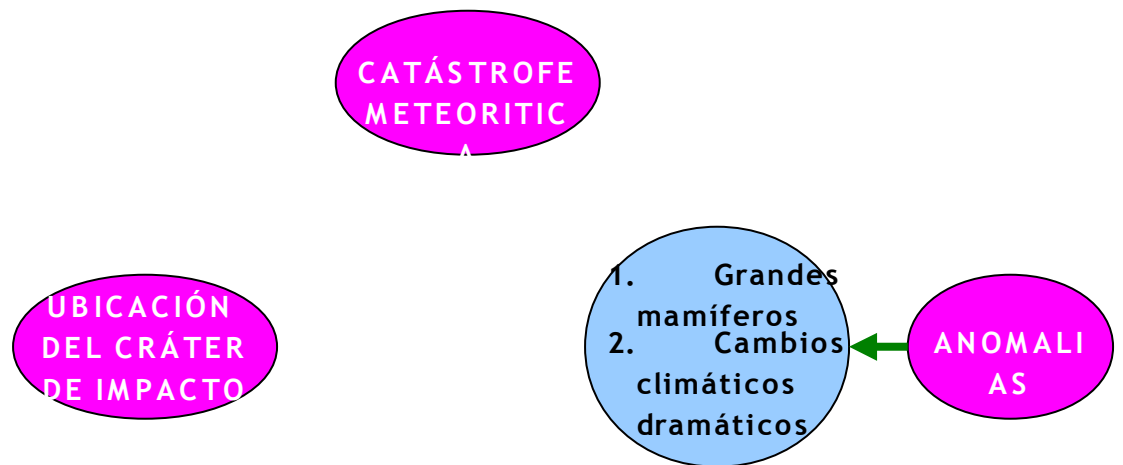 CATÁSTROFE
METEORITIC
A
UBICACIÓN
DEL CRÁTER
DE IMPACTO
1. Grandes
mamíferos
2. Cambios
climáticos
dramáticos
ANOMALI
AS